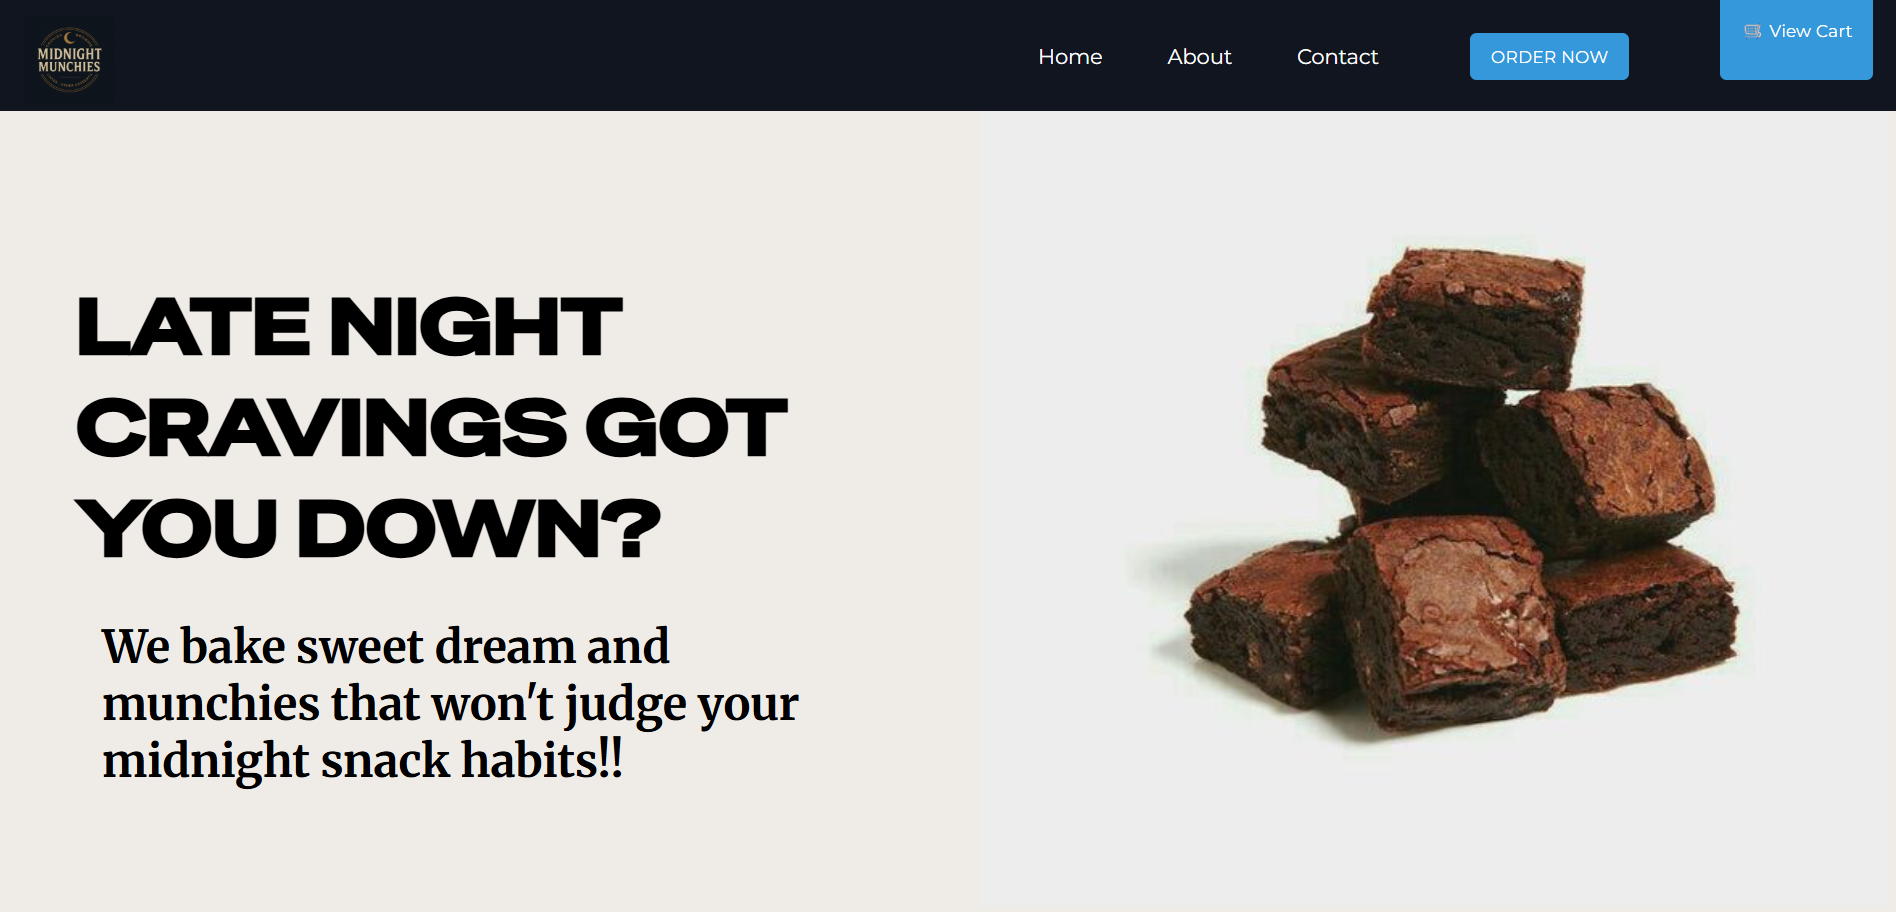 MIDNIGHT
MUNCHIES
Home About Contact ORDER NOW View Cart
LATE NIGHT
CRAVINGS GOT
YOU DOWN?
We bake sweet dream and
munchies that won't judge your
midnight snack habits!!